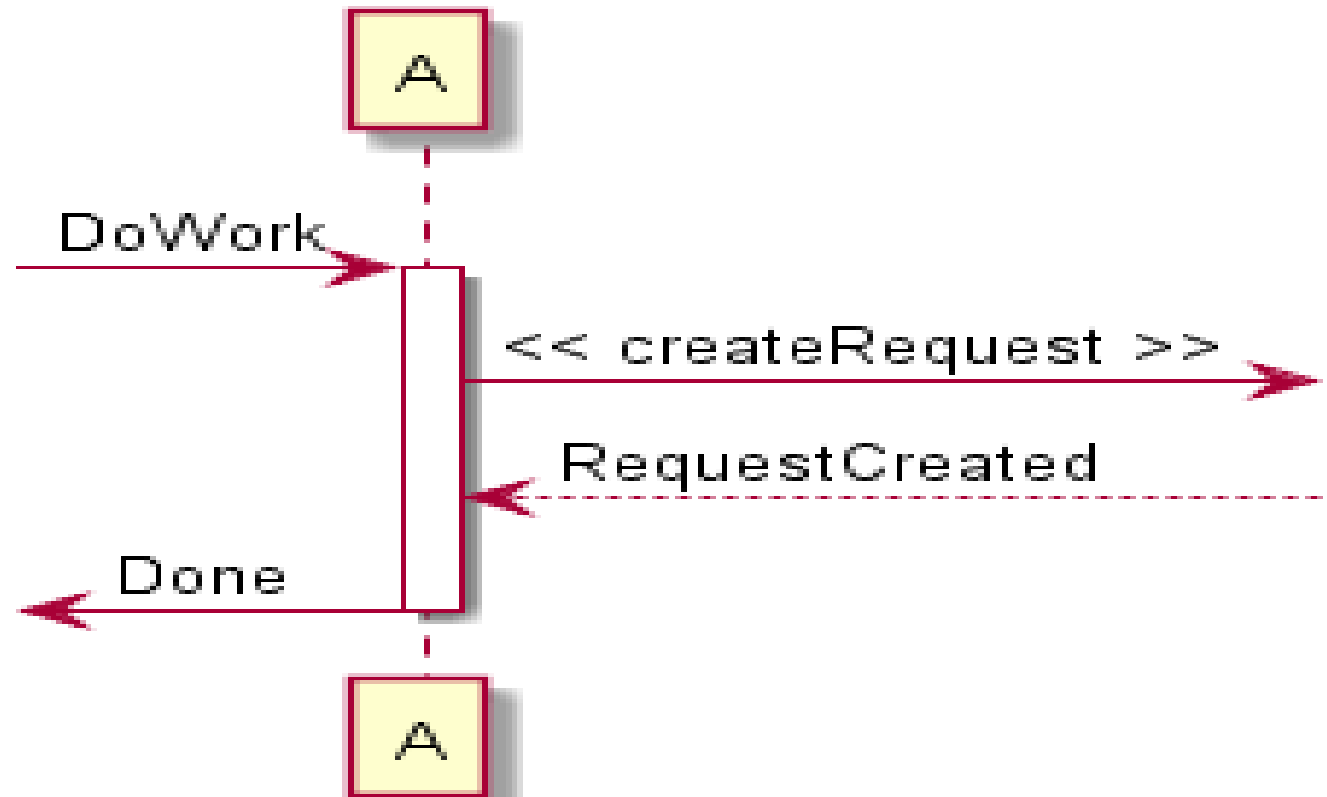 A
DoWork
<< createRequest >>
RequestCreated
Done
A